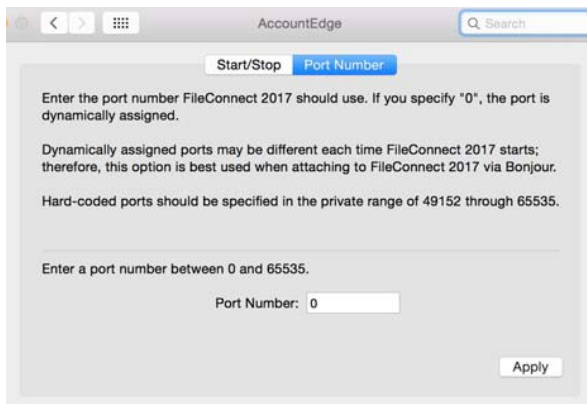 AccountEdge
Search
Start/Stop
Port Number
Enter the port number FileConnect 2017 should use. If you specify "0", the port is
dynamically assigned.
Dynamically assigned ports may be different each time FileConnect 2017 starts;
therefore, this option is best used when attaching to FileConnect 2017 via Bonjour.
Hard-coded ports should be specified in the private range of 49152 through 65535.
Enter a port number between 0 and 65535.
Port Number: 0
Apply